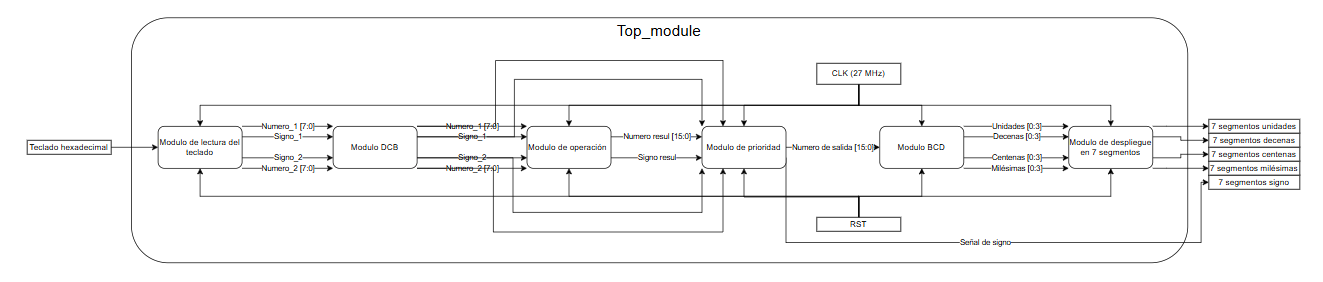 Top_module
CLK (27 MHz)
Teclado hexadecimal
Modulo de lectura del
teclado
Numero_1 [7:0]
Signo_1
Signo_2
Numero_2 [7:0]
Modulo DCB
Numero_1 [7:0]
Signo_1
Signo_2
Numero_2 [7:0]
Modulo de operación
Numero resul [15:0]
Signo resul
Modulo de prioridad
Numero de salida [15:0]
Modulo BCD
Unidades [0:3]
Decenas [0:3]
Centenas [0:3]
Milésimas [0:3]
Modulo de despliegue
en 7 segmentos
7 segmentos unidades
7 segmentos decenas
7 segmentos centenas
7 segmentos milésimas
7 segmentos signo
RST
Señal de signo